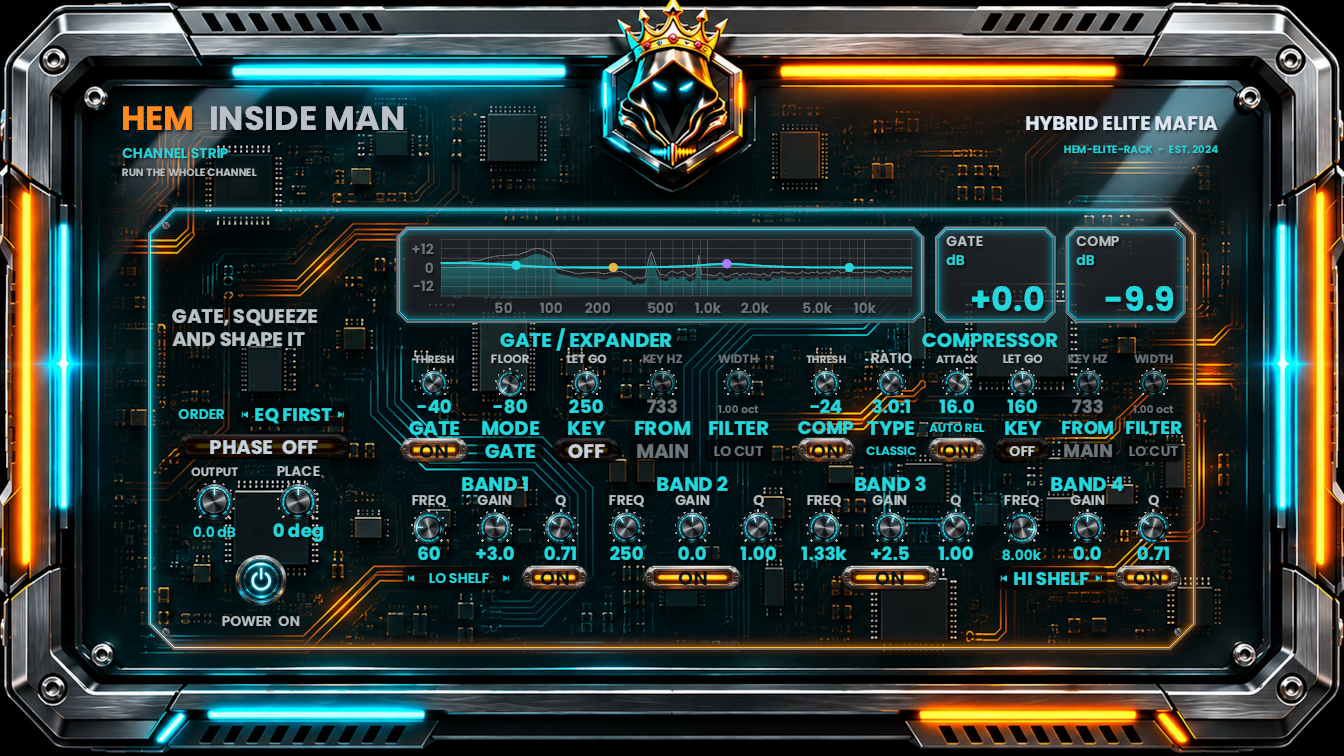 HEM INSIDE MAN
CHANNEL STRIP
RUN THE WHOLE CHANNEL
HYBRID ELITE MAFIA
HEM-ELITE-RACK - EST. 2024
+12
0
-12
50 100 200 500 1.0k 2.0k 5.0k 10k
GATE
dB
+0.0
COMP
dB
-9.9
GATE, SQUEEZE
AND SHAPE IT
ORDER EQ FIRST
PHASE OFF
OUTPUT PLACE
0.0 dB 0 deg
POWER ON
GATE / EXPANDER COMPRESSOR
THRESH FLOOR LET GO KEY HZ WIDTH THRESH RATIO ATTACK LET GO KEY HZ WIDTH
-40 -80 250 733 1.00 oct -24 3.0:1 16.0 160 733 1.00 oct
GATE MODE KEY FROM FILTER COMP TYPE AUTO REL KEY FROM FILTER
ON GATE OFF MAIN LO CUT ON CLASSIC ON OFF MAIN LO CUT
BAND 1 BAND 2 BAND 3 BAND 4
FREQ GAIN Q FREQ GAIN Q FREQ GAIN Q FREQ GAIN Q
60 +3.0 0.71 250 0.0 1.00 1.33k +2.5 1.00 8.00k 0.0 0.71
LO SHELF ON ON ON HI SHELF ON